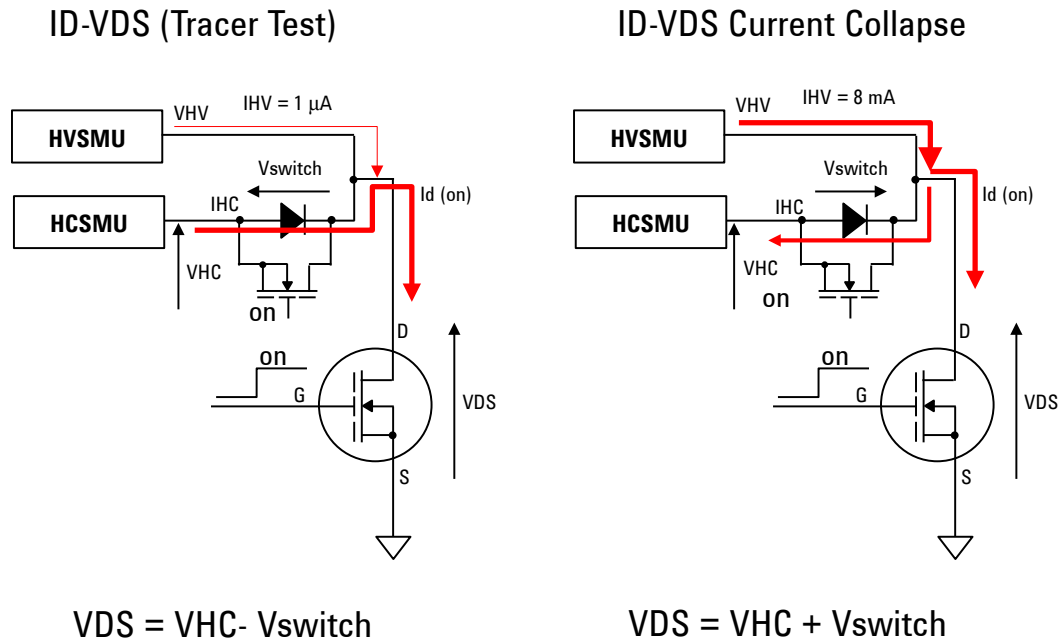 ID-VDS (Tracer Test)
VHV
IHV = 1 µA
HVSMU
Vswitch
HCSMU
IHC
Id (on)
VHC
on
D
on
G
VDS
S
VDS = VHC- Vswitch
ID-VDS Current Collapse
VHV
IHV = 8 mA
HVSMU
Vswitch
HCSMU
IHC
Id (on)
VHC
on
D
on
G
VDS
S
VDS = VHC + Vswitch